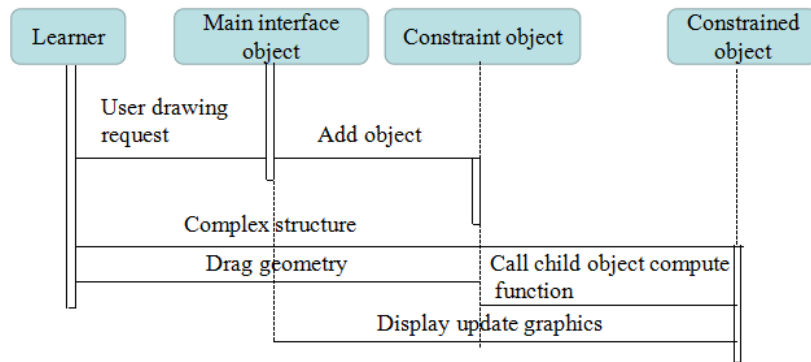 Learner
Main interface
object
Constraint object
Constrained
object
User drawing
request
Add object
Complex structure
Drag geometry
Call child object compute
function
Display update graphics